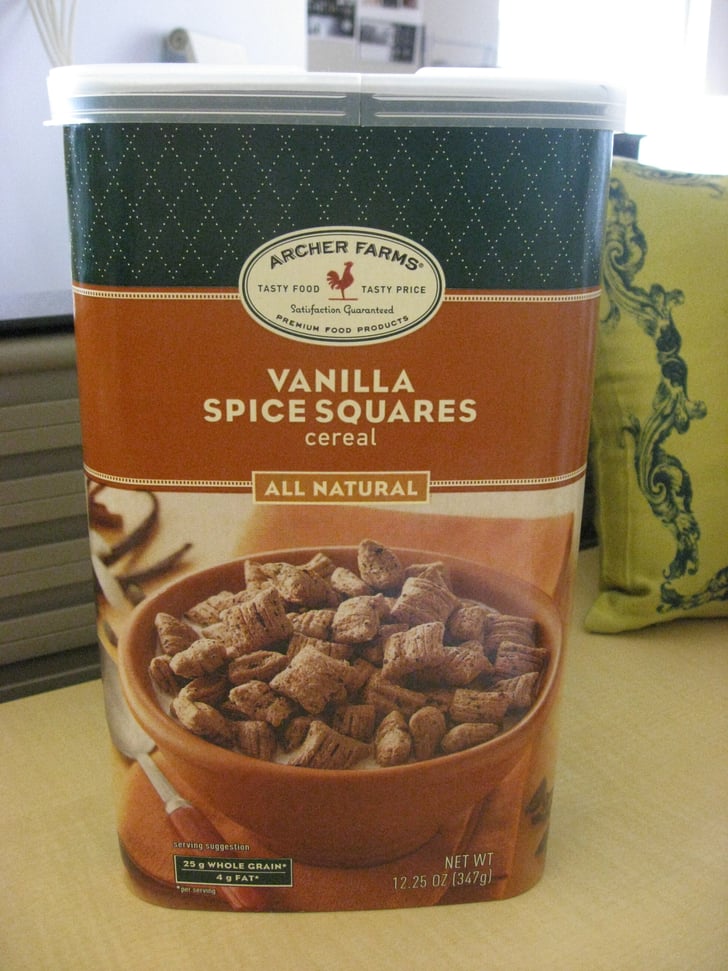 ARCHER FARMS®
TASTY FOOD TASTY PRICE
Satisfaction Guaranteed
PREMIUM FOOD PRODUCTS
VANILLA
SPICE SQUARES
cereal
ALL NATURAL
serving suggestion
25 g WHOLE GRAIN*
4 g FAT*
*per serving
NET WT
12.25 OZ (347g)